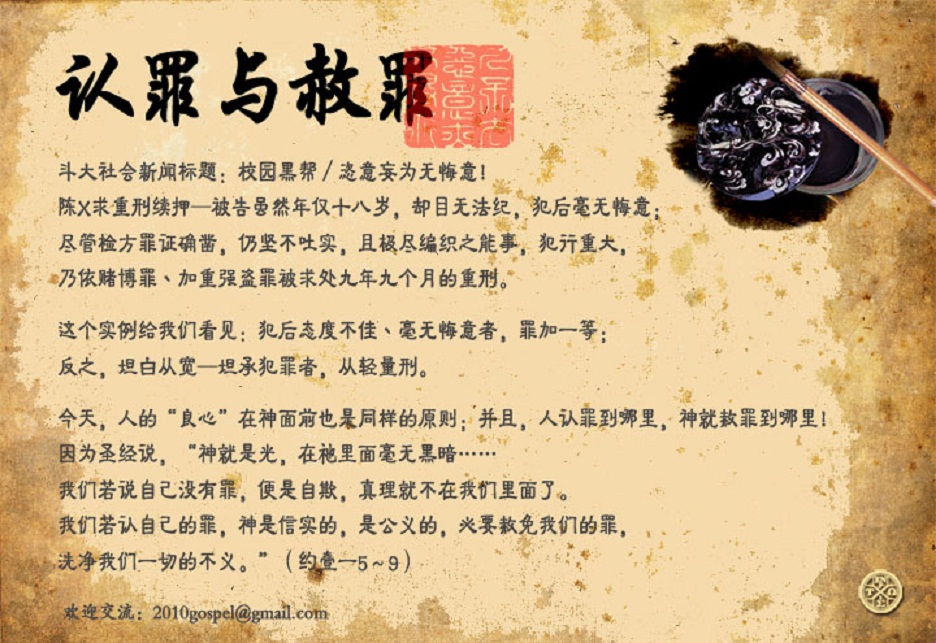 认罪与赦罪
斗大社会新闻标题：校园黑帮/恣意妄为无悔意！
陈X求重刑续押—被告虽然年仅十八岁，却目无法纪，犯后毫无悔意；
尽管检方罪证确凿，仍坚不吐实，且极尽编织之能事，犯行重大，
乃依赌博罪、加重强盗罪被求处九年九个月的重刑。
这个实例给我们看见：犯后态度不佳、毫无悔意者，罪加一等；
反之，坦白从宽—坦承犯罪者，从轻量刑。
今天，人的“良心”在神面前也是同样的原则；并且，人认罪到哪里，神就赦罪到哪里！
因为圣经说，“神就是光，在祂里面毫无黑暗……
我们若说自己没有罪，便是自欺，真理就不在我们里面了。
我们若认自己的罪，神是信实的，是公义的，必要赦免我们的罪，
洗净我们一切的不义。”（约壹一5～9）
欢迎交流：2010gospel@gmail.com